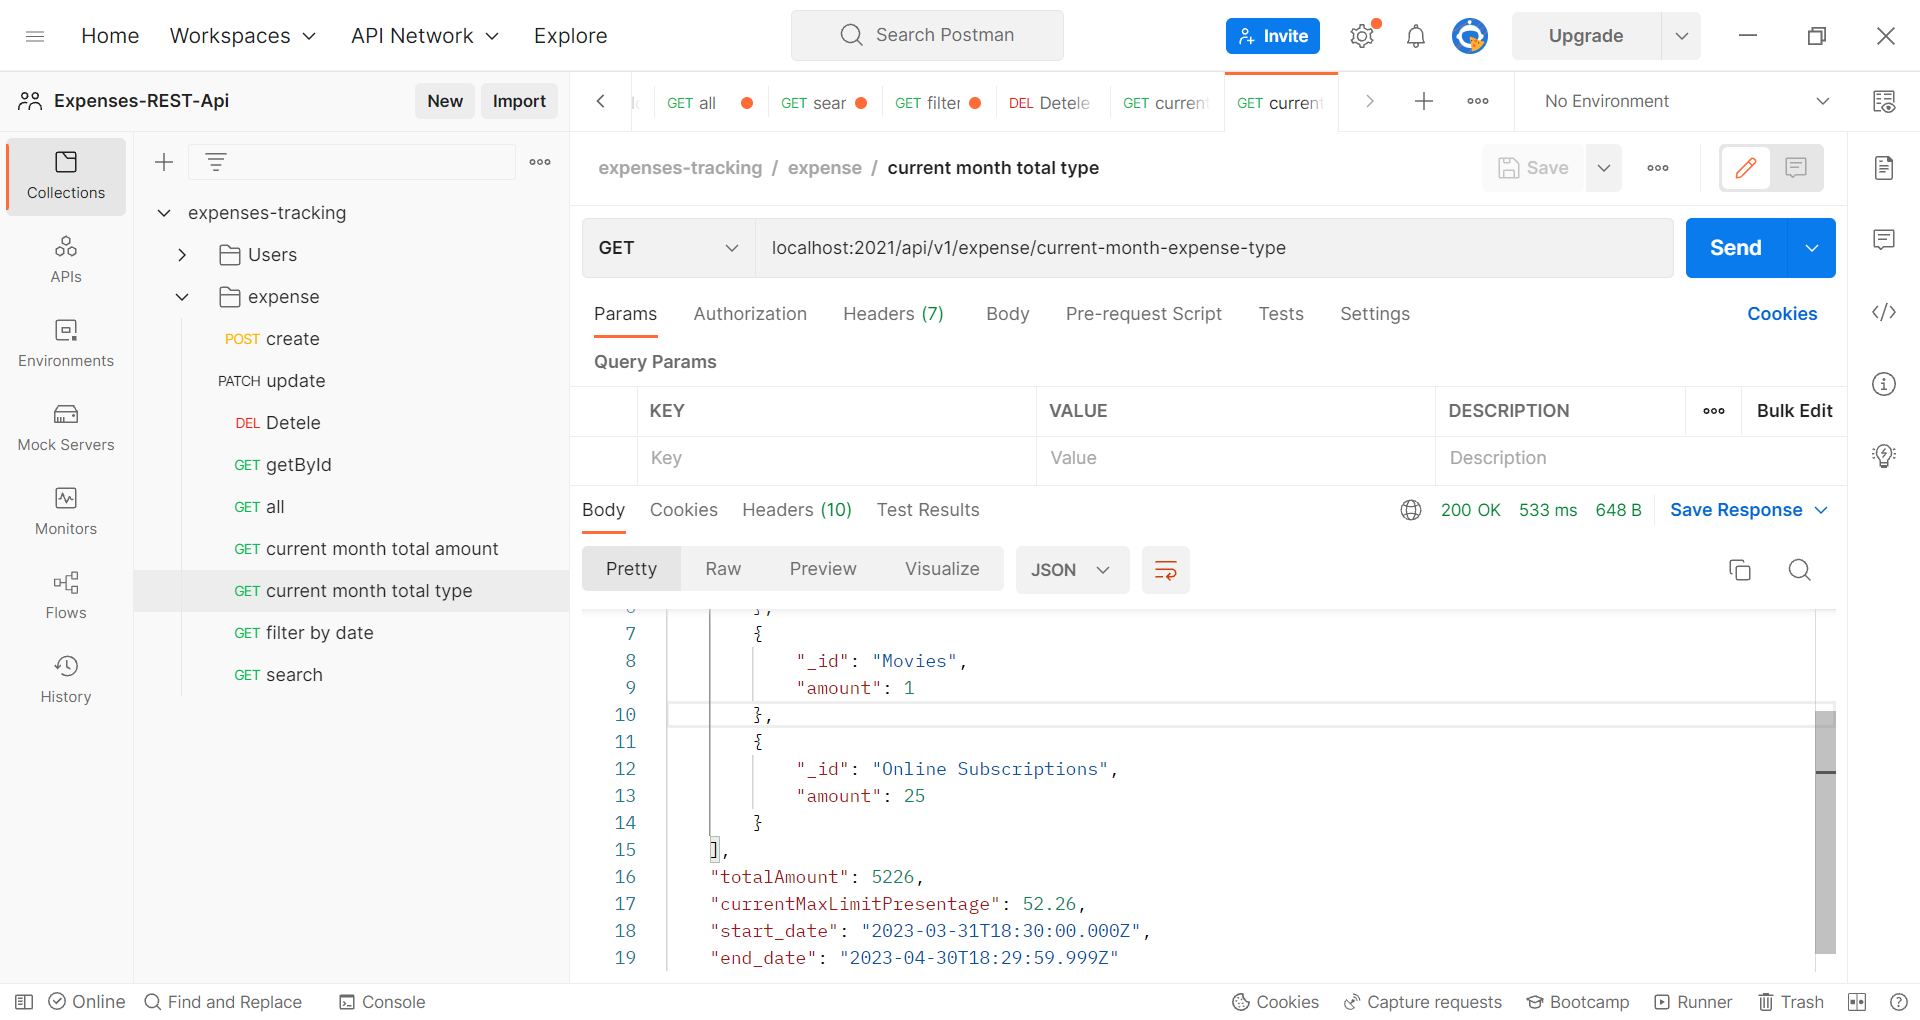 Home Workspaces API Network Explore Search Postman Invite Upgrade
Expenses-REST-Api New Import
GET all GET sear GET filter DEL Detele GET current GET current No Environment
Collections
APIs
Environments
Mock Servers
Monitors
Flows
History
expenses-tracking
Users
expense
POST create
PATCH update
DEL Detele
GET getById
GET all
GET current month total amount
GET current month total type
GET filter by date
GET search
expenses-tracking / expense / current month total type Save
GET localhost:2021/api/v1/expense/current-month-expense-type Send
Params Authorization Headers (7) Body Pre-request Script Tests Settings Cookies
Query Params
KEY VALUE DESCRIPTION Bulk Edit
Key Value Description
Body Cookies Headers (10) Test Results 200 OK 533 ms 648 B Save Response
Pretty Raw Preview Visualize JSON
7 {
8 "_id": "Movies",
9 "amount": 1
10 },
11 {
12 "_id": "Online Subscriptions",
13 "amount": 25
14 }
15 ],
16 "totalAmount": 5226,
17 "currentMaxLimitPresentage": 52.26,
18 "start_date": "2023-03-31T18:30:00.000Z",
19 "end_date": "2023-04-30T18:29:59.999Z"
Online Find and Replace Console Cookies Capture requests Bootcamp Runner Trash